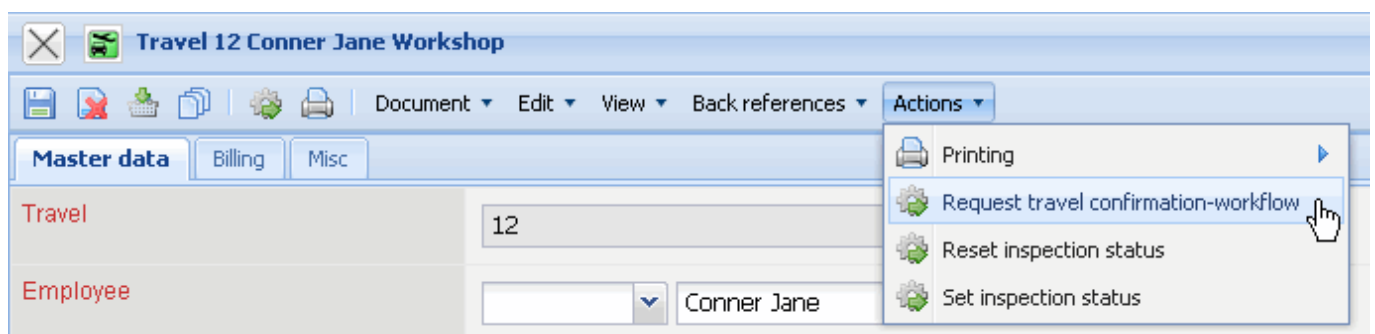 Travel 12 Conner Jane Workshop
Document Edit View Back references Actions
Master data Billing Misc
Printing
Request travel confirmation-workflow
Reset inspection status
Set inspection status
Travel 12
Employee Conner Jane